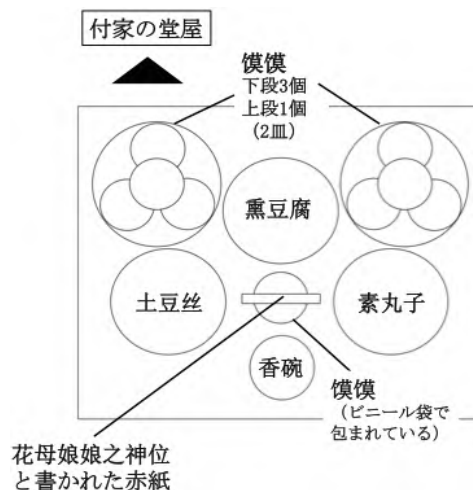 付家の堂屋
馍馍
下段3個
上段1個
(2皿)
熏豆腐
土豆丝
素丸子
香碗
馍馍
（ビニール袋で
包まれている）
花母娘娘之神位
と書かれた赤紙